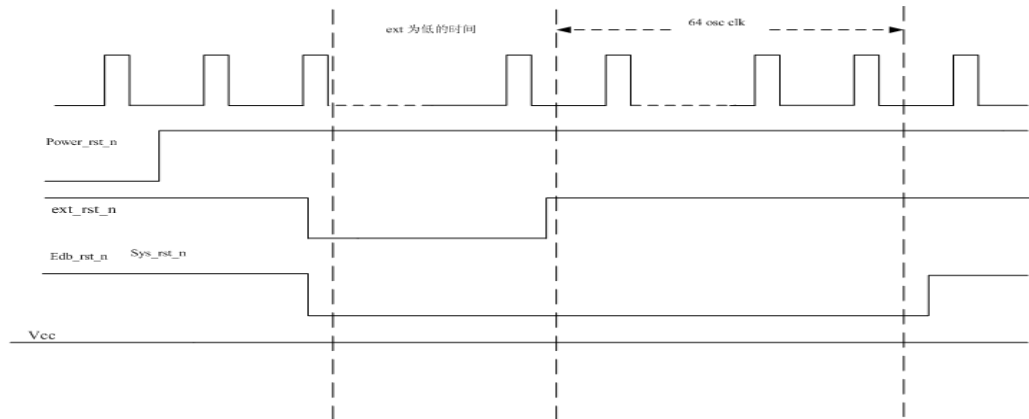 ext 为低的时间
64 osc clk
Power_rst_n
ext_rst_n
Edb_rst_n Sys_rst_n
Vcc